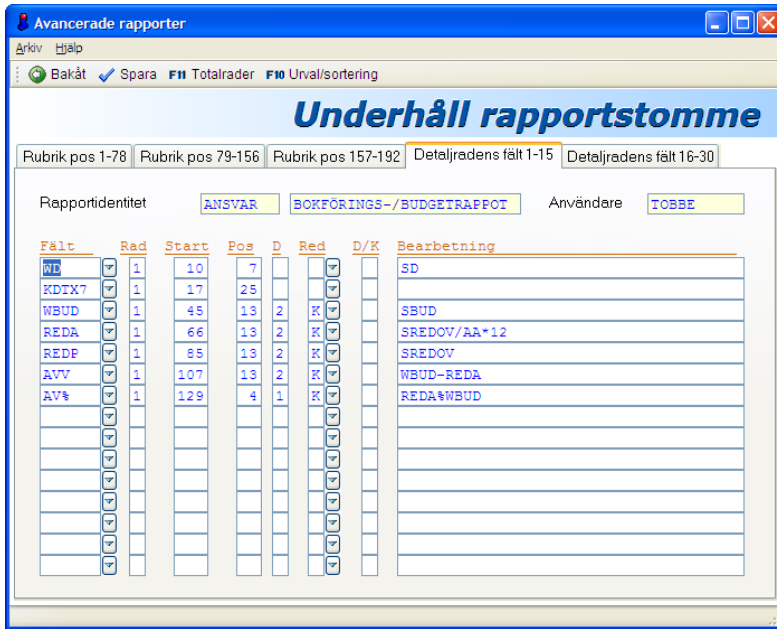 Avancerade rapporter
Arkiv Hjälp
Bakåt Spara F11 Totalrader F10 Urval/sortering
Underhåll rapportstomme
Rubrik pos 1-78 Rubrik pos 79-156 Rubrik pos 157-192 Detaljradens fält 1-15 Detaljradens fält 16-30
Rapportidentitet ANSVAR BOKFÖRINGS-/BUDGETRAPPOT Användare TOBBE
Fält Rad Start Pos D Red D/K Bearbetning
WD 1 10 7 SD
KDTX7 1 17 25
WBUD 1 45 13 2 K SBUD
REDA 1 66 13 2 K SREDOV/AA*12
REDP 1 85 13 2 K SREDOV
AVV 1 107 13 2 K WBUD-REDA
AV% 1 129 4 1 K REDA%WBUD